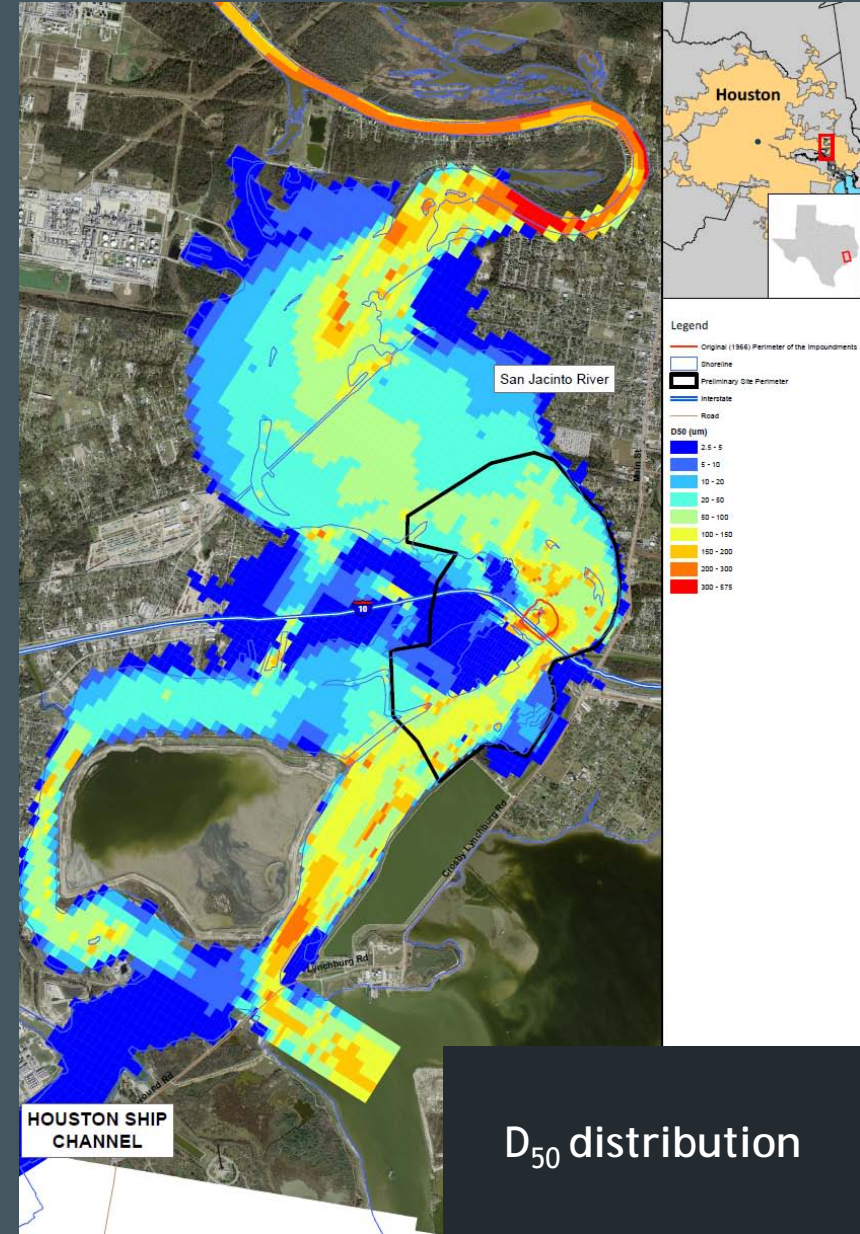 Houston
San Jacinto River
Main St
10
Crosby Lynchburg Rd
Lynchburg Rd
HOUSTON SHIP
CHANNEL
Legend
Original (1966) Perimeter of the Impoundments
Shoreline
Preliminary Site Perimeter
Interstate
Road
D50 (um)
2.5 - 5
5 - 10
10 - 20
20 - 50
50 - 100
100 - 150
150 - 200
200 - 300
300 - 575
D50 distribution